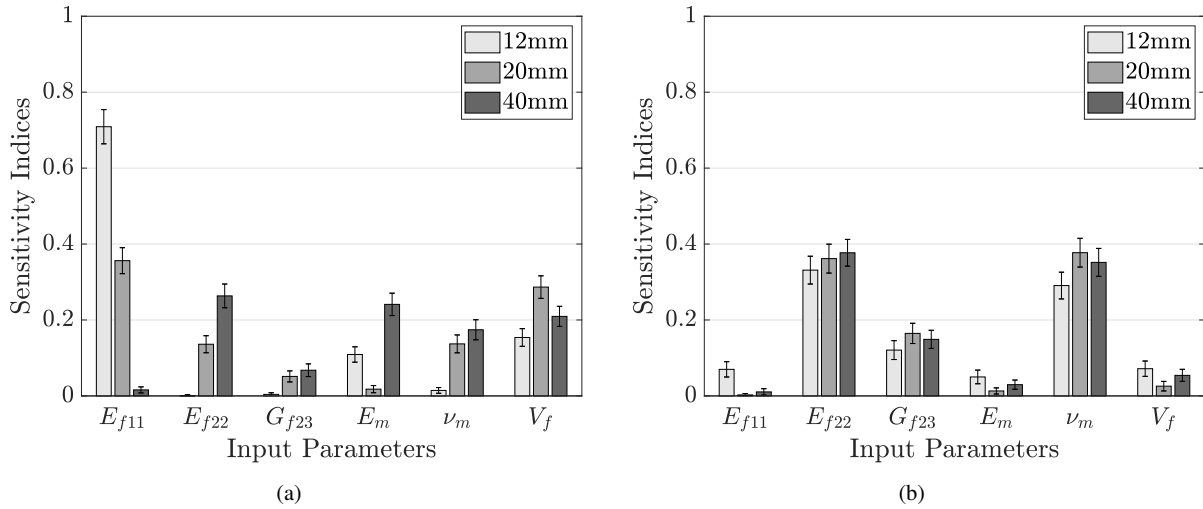 1
0.8
0.6
0.4
0.2
0
Sensitivity Indices
12mm
20mm
40mm
E_{f11} E_{f22} G_{f23} E_m ν_m V_f
Input Parameters
(a)
1
0.8
0.6
0.4
0.2
0
Sensitivity Indices
12mm
20mm
40mm
E_{f11} E_{f22} G_{f23} E_m ν_m V_f
Input Parameters
(b)